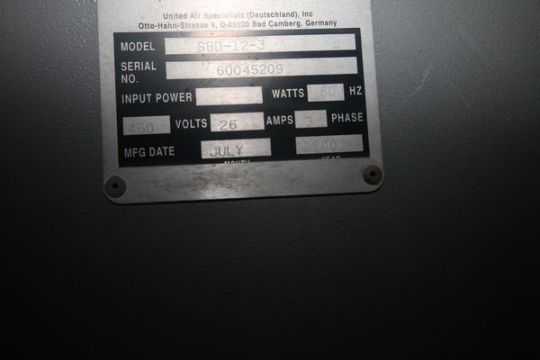 United Air Specialists (Deutschland), Inc
Otto-Hahn-Strasse 5, D-65520 Bad Camberg, Germany
MODEL SBD-12-3
SERIAL NO. 60045209
INPUT POWER WATTS 60 HZ
460 VOLTS 26 AMPS 3 PHASE
MFG DATE JULY
MONTH YEAR